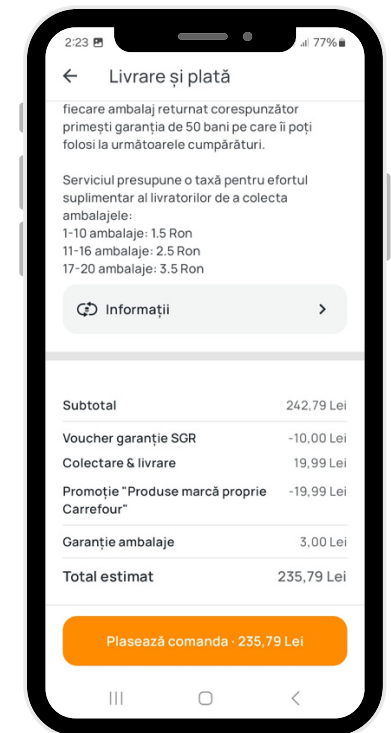 2:23 77%
Livrare și plată
fiecare ambalaj returnat corespunzător
primești garanția de 50 bani pe care îi poți
folosi la următoarele cumpărături.
Serviciul presupune o taxă pentru efortul
suplimentar al livratorilor de a colecta
ambalajele:
1-10 ambalaje: 1.5 Ron
11-16 ambalaje: 2.5 Ron
17-20 ambalaje: 3.5 Ron
Informații
Subtotal 242,79 Lei
Voucher garanție SGR -10,00 Lei
Colectare & livrare 19,99 Lei
Promoție "Produse marcă proprie -19,99 Lei
Carrefour"
Garanție ambalaje 3,00 Lei
Total estimat 235,79 Lei
Plasează comanda · 235,79 Lei